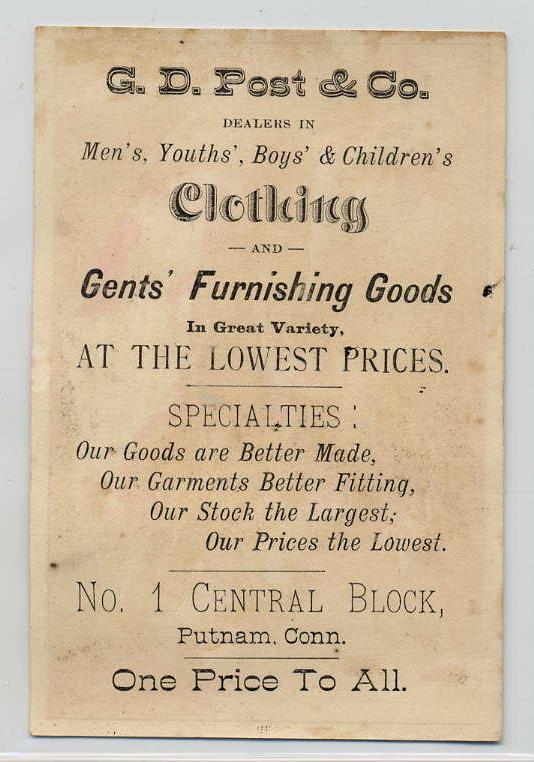 G. D. Post & Co.
DEALERS IN
Men's, Youths', Boys' & Children's
Clothing
— AND —
Gents' Furnishing Goods
In Great Variety,
AT THE LOWEST PRICES.
SPECIALTIES:
Our Goods are Better Made,
Our Garments Better Fitting,
Our Stock the Largest;
Our Prices the Lowest.
No. 1 CENTRAL BLOCK,
Putnam, Conn.
One Price To All.